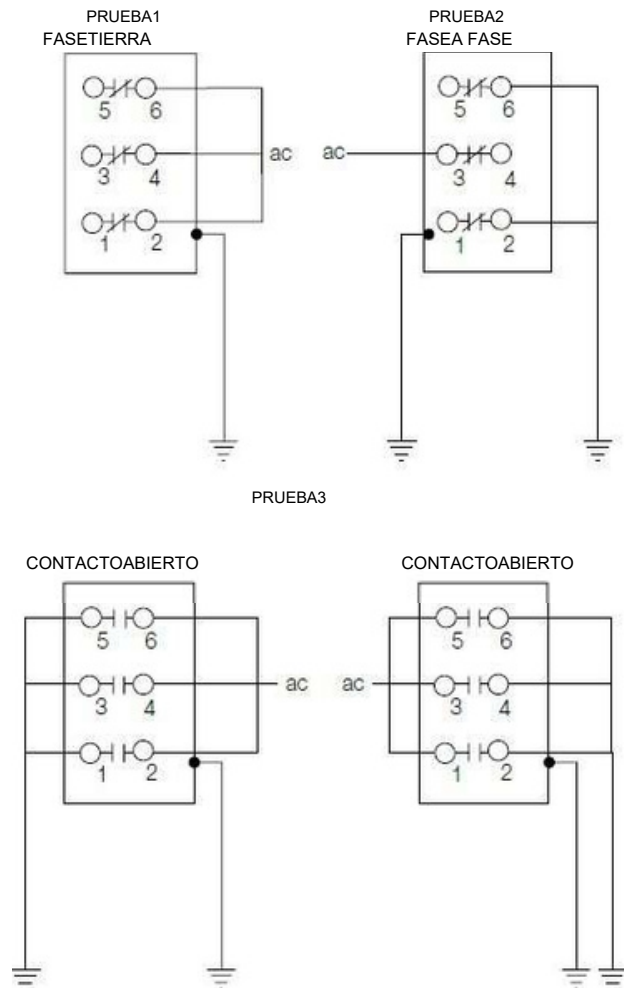 PRUEBA1
FASETIERRA
5 6
3 4
1 2
ac
PRUEBA2
FASEA FASE
5 6
ac
3 4
1 2
PRUEBA3
CONTACTOABIERTO
5 6
3 4
ac
1 2
CONTACTOABIERTO
5 6
ac
3 4
1 2